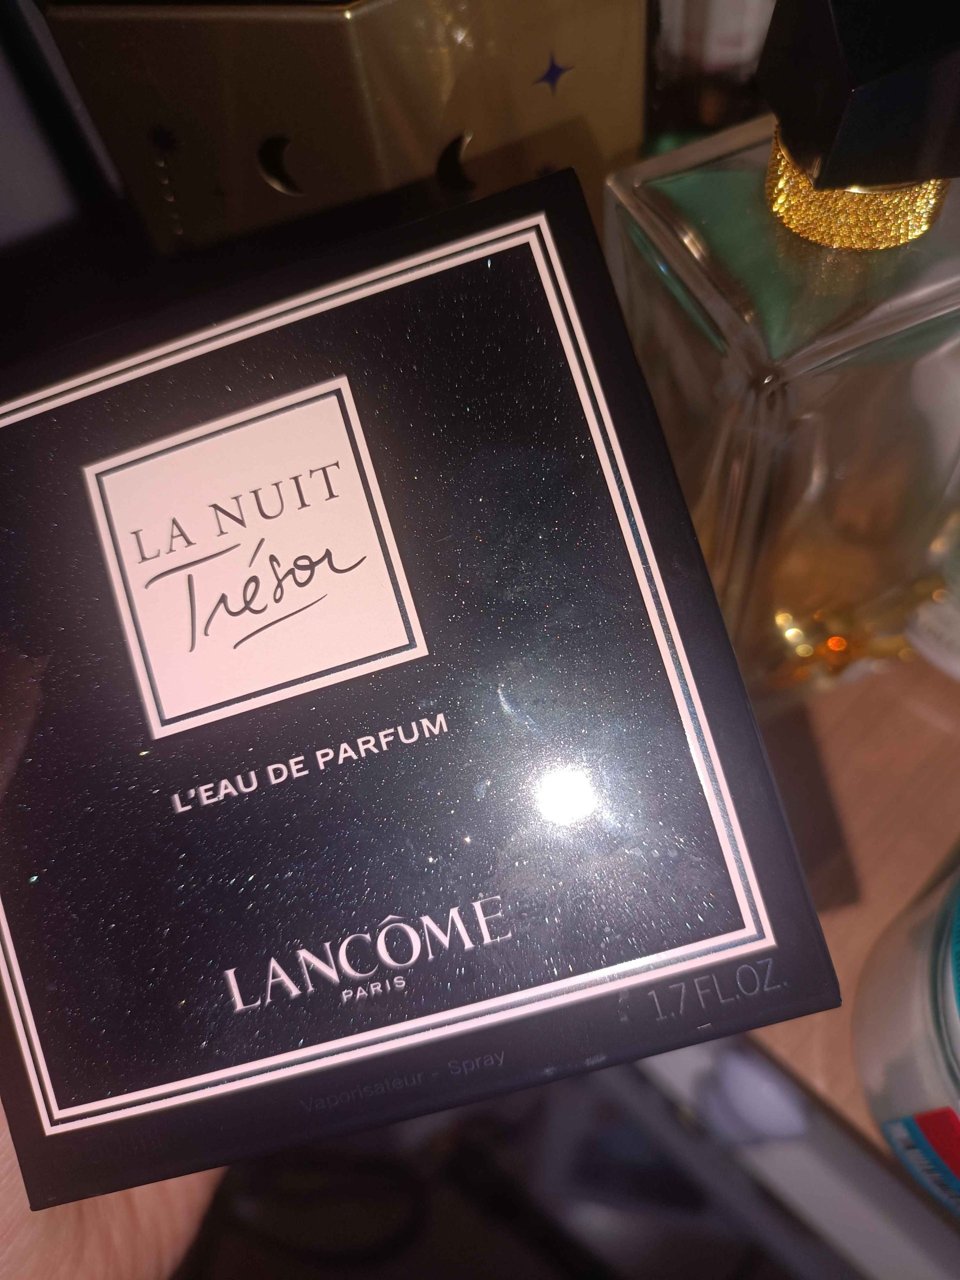 LA NUIT
Trésor
L'EAU DE PARFUM
LANCÔME
PARIS
1.7 FL.OZ.
Vaporisateur - Spray